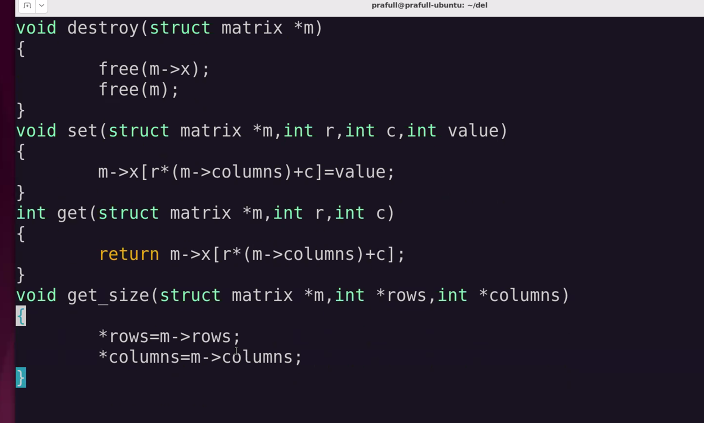 prafull@prafull-ubuntu: ~/del
void destroy(struct matrix *m)
{
        free(m->x);
        free(m);
}
void set(struct matrix *m,int r,int c,int value)
{
        m->x[r*(m->columns)+c]=value;
}
int get(struct matrix *m,int r,int c)
{
        return m->x[r*(m->columns)+c];
}
void get_size(struct matrix *m,int *rows,int *columns)
{
        *rows=m->rows;
        *columns=m->columns;
}